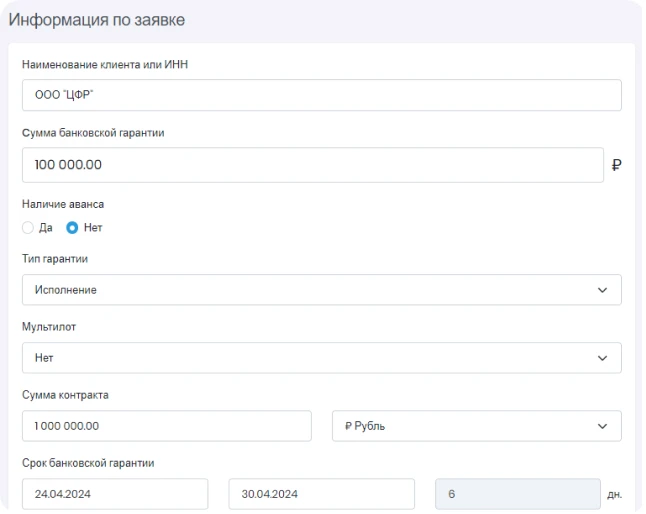 Информация по заявке
Наименование клиента или ИНН
ООО "ЦФР"
Сумма банковской гарантии
100 000.00 ₽
Наличие аванса
Да Нет
Тип гарантии
Исполнение
Мультилот
Нет
Сумма контракта
1 000 000.00 ₽ Рубль
Срок банковской гарантии
24.04.2024 30.04.2024 6 дн.